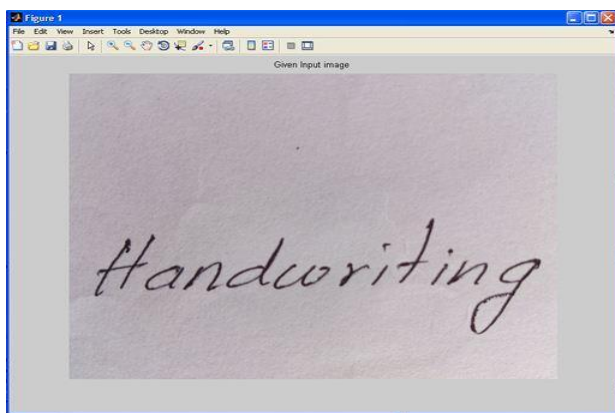 Figure 1
File Edit View Insert Tools Desktop Window Help
Given Input image
Handwriting